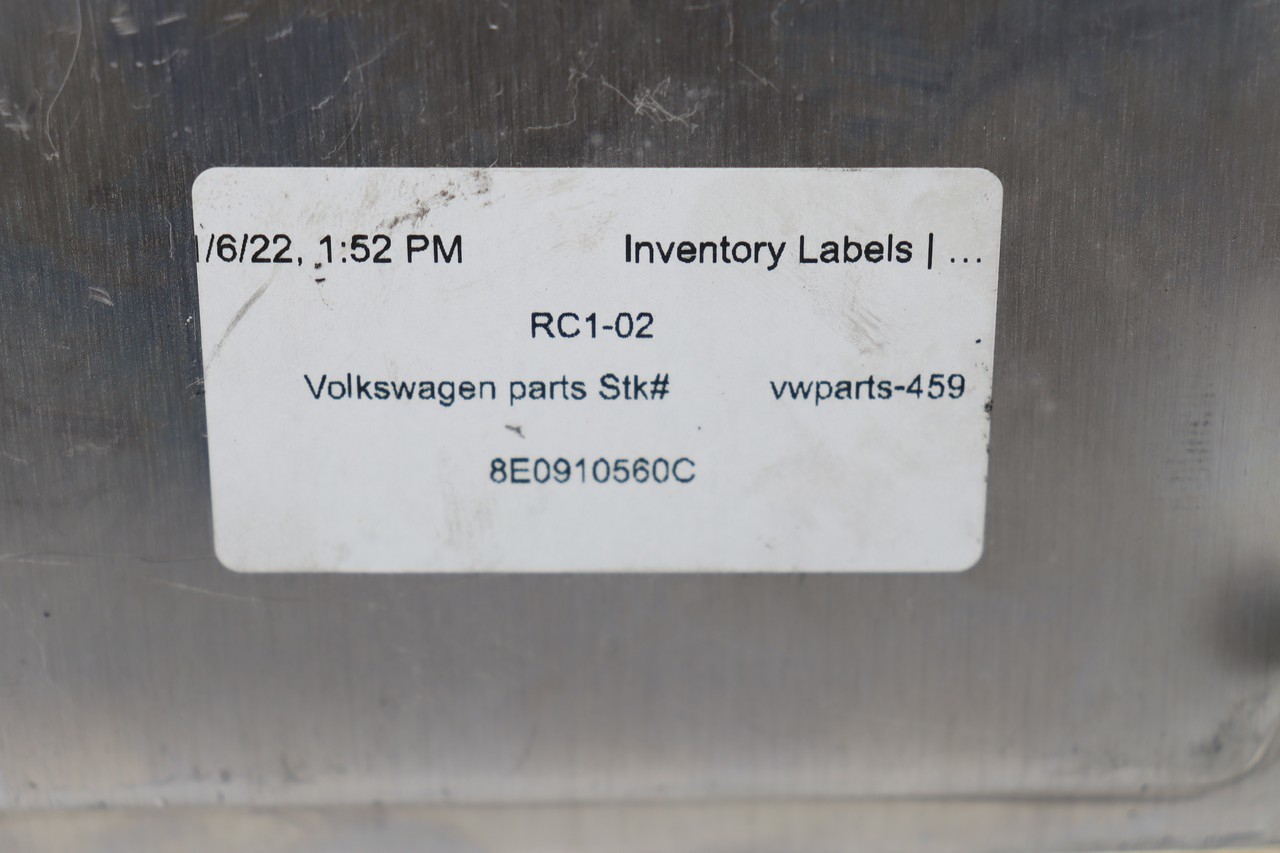 /6/22, 1:52 PM Inventory Labels | ...
RC1-02
Volkswagen parts Stk# vwparts-459
8E0910560C